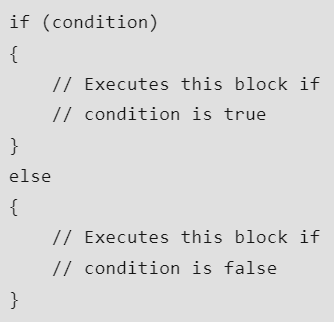 if (condition)
{
    // Executes this block if
    // condition is true
}
else
{
    // Executes this block if
    // condition is false
}